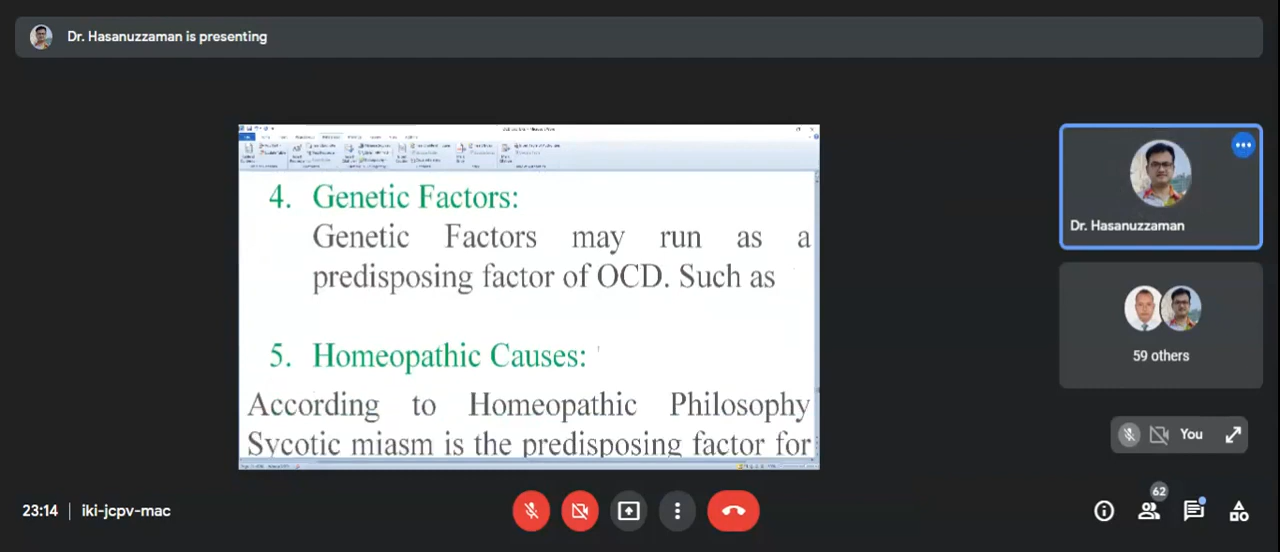 Dr. Hasanuzzaman is presenting
4. Genetic Factors:
Genetic Factors may run as a
predisposing factor of OCD. Such as
5. Homeopathic Causes:
According to Homeopathic Philosophy
Sycotic miasm is the predisposing factor for
Dr. Hasanuzzaman
59 others
You
62
23:14 | iki-jcpv-mac